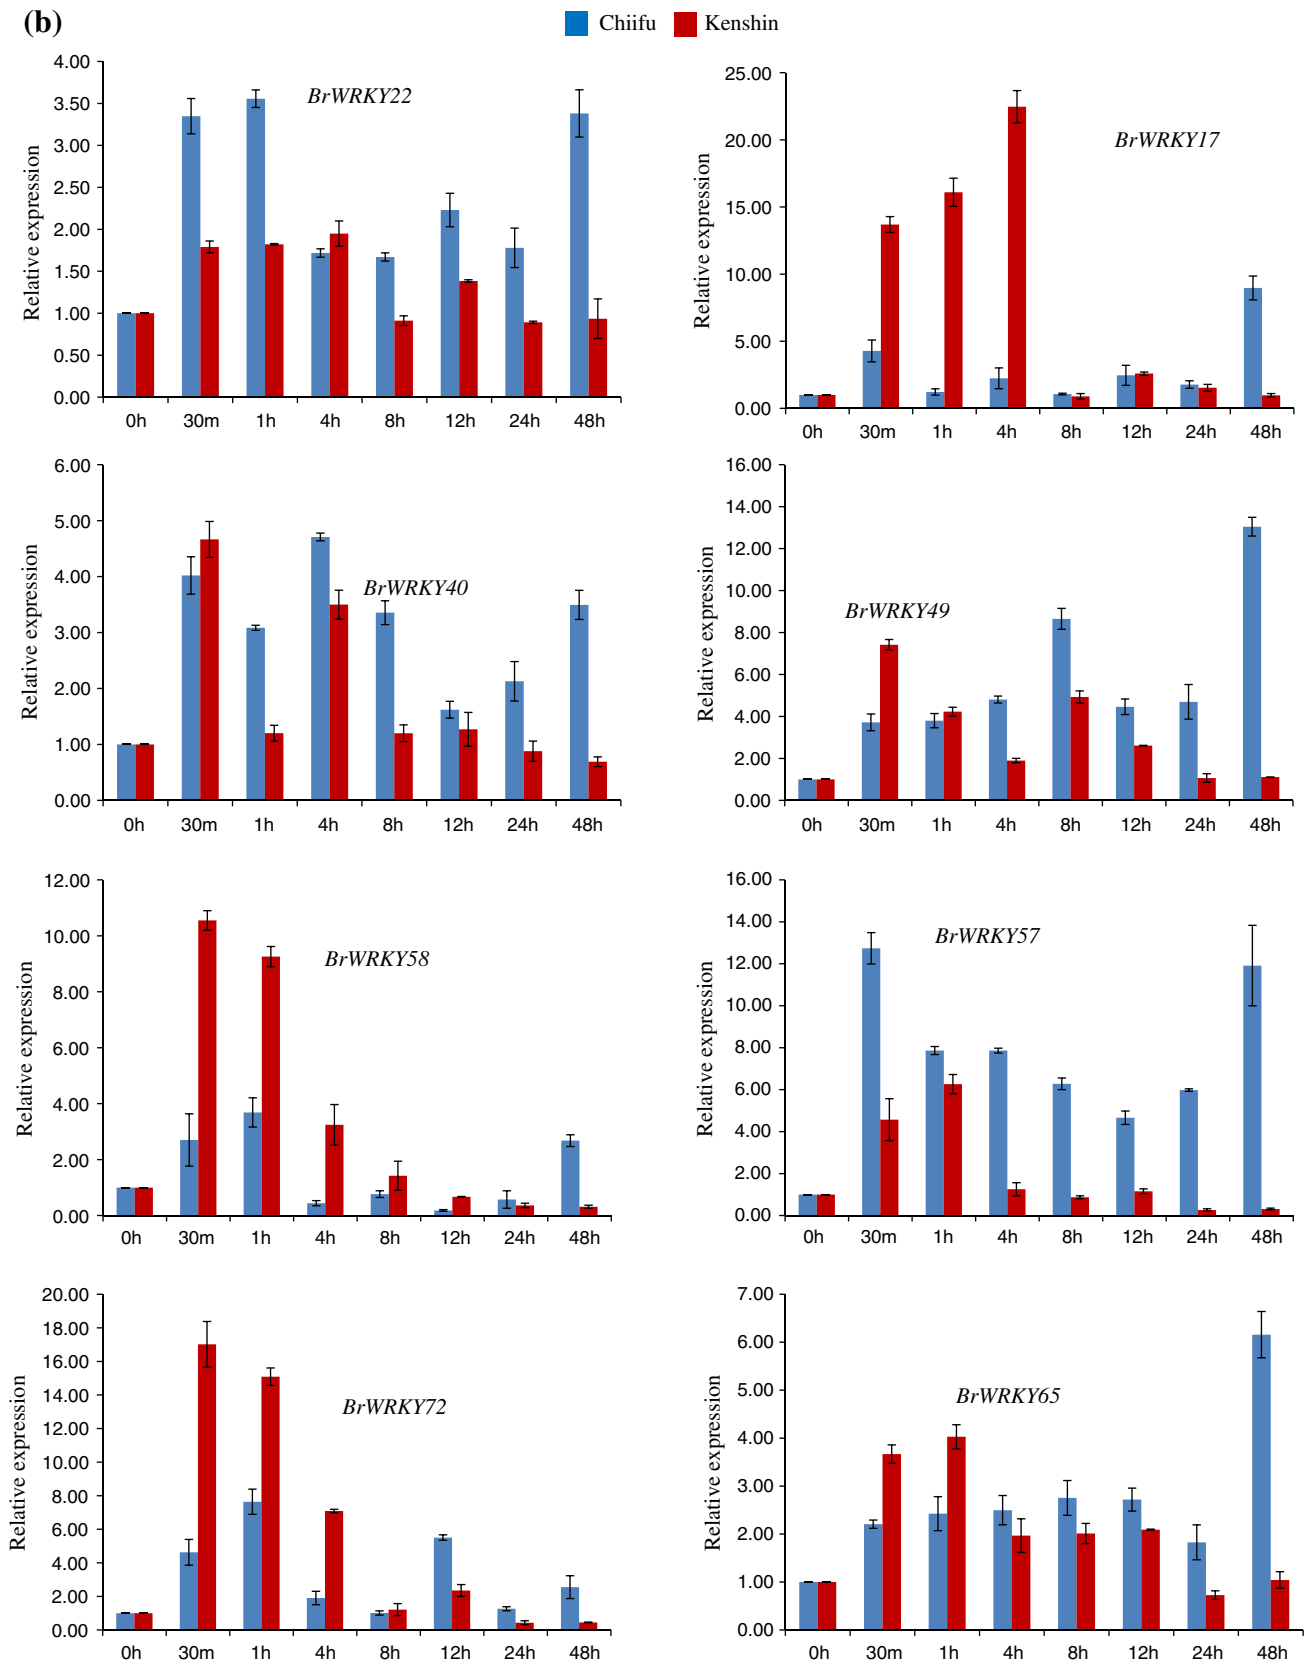 (b)
Chiifu Kenshin
Relative expression
4.00
3.50
3.00
2.50
2.00
1.50
1.00
0.50
0.00
BrWRKY22
0h 30m 1h 4h 8h 12h 24h 48h
Relative expression
25.00
20.00
15.00
10.00
5.00
0.00
BrWRKY17
0h 30m 1h 4h 8h 12h 24h 48h
Relative expression
6.00
5.00
4.00
3.00
2.00
1.00
0.00
BrWRKY40
0h 30m 1h 4h 8h 12h 24h 48h
Relative expression
16.00
14.00
12.00
10.00
8.00
6.00
4.00
2.00
0.00
BrWRKY49
0h 30m 1h 4h 8h 12h 24h 48h
Relative expression
12.00
10.00
8.00
6.00
4.00
2.00
0.00
BrWRKY58
0h 30m 1h 4h 8h 12h 24h 48h
Relative expression
16.00
14.00
12.00
10.00
8.00
6.00
4.00
2.00
0.00
BrWRKY57
0h 30m 1h 4h 8h 12h 24h 48h
Relative expression
20.00
18.00
16.00
14.00
12.00
10.00
8.00
6.00
4.00
2.00
0.00
BrWRKY72
0h 30m 1h 4h 8h 12h 24h 48h
Relative expression
7.00
6.00
5.00
4.00
3.00
2.00
1.00
0.00
BrWRKY65
0h 30m 1h 4h 8h 12h 24h 48h